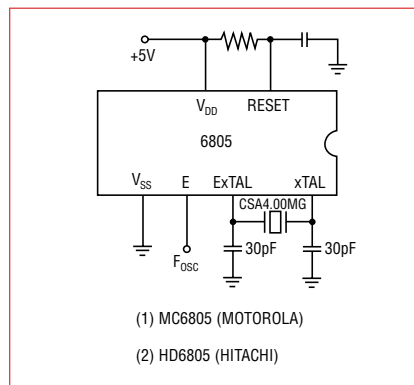 +5V
V_DD RESET
6805
V_SS E ExTAL xTAL
CSA4.00MG
30pF 30pF
F_OSC
(1) MC6805 (MOTOROLA)
(2) HD6805 (HITACHI)